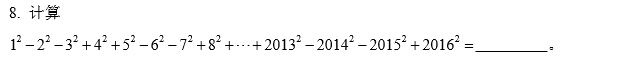 8. 计算
1² − 2² − 3² + 4² + 5² − 6² − 7² + 8² + ⋯ + 2013² − 2014² − 2015² + 2016² = ________。